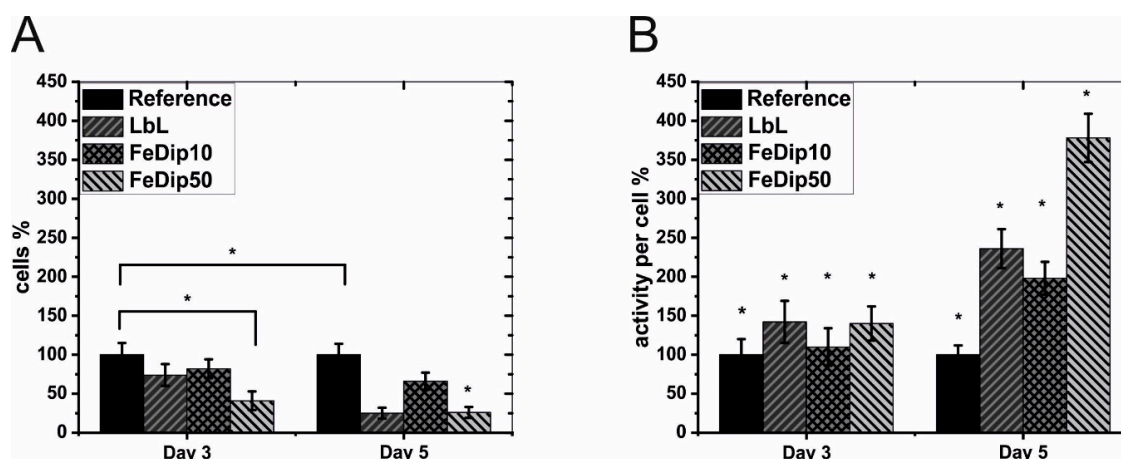 A
cells %
450
400
350
300
250
200
150
100
50
0
Reference
LbL
FeDip10
FeDip50
*
*
*
Day 3
Day 5
B
activity per cell %
450
400
350
300
250
200
150
100
50
0
Reference
LbL
FeDip10
FeDip50
*
*
*
*
*
*
*
*
Day 3
Day 5